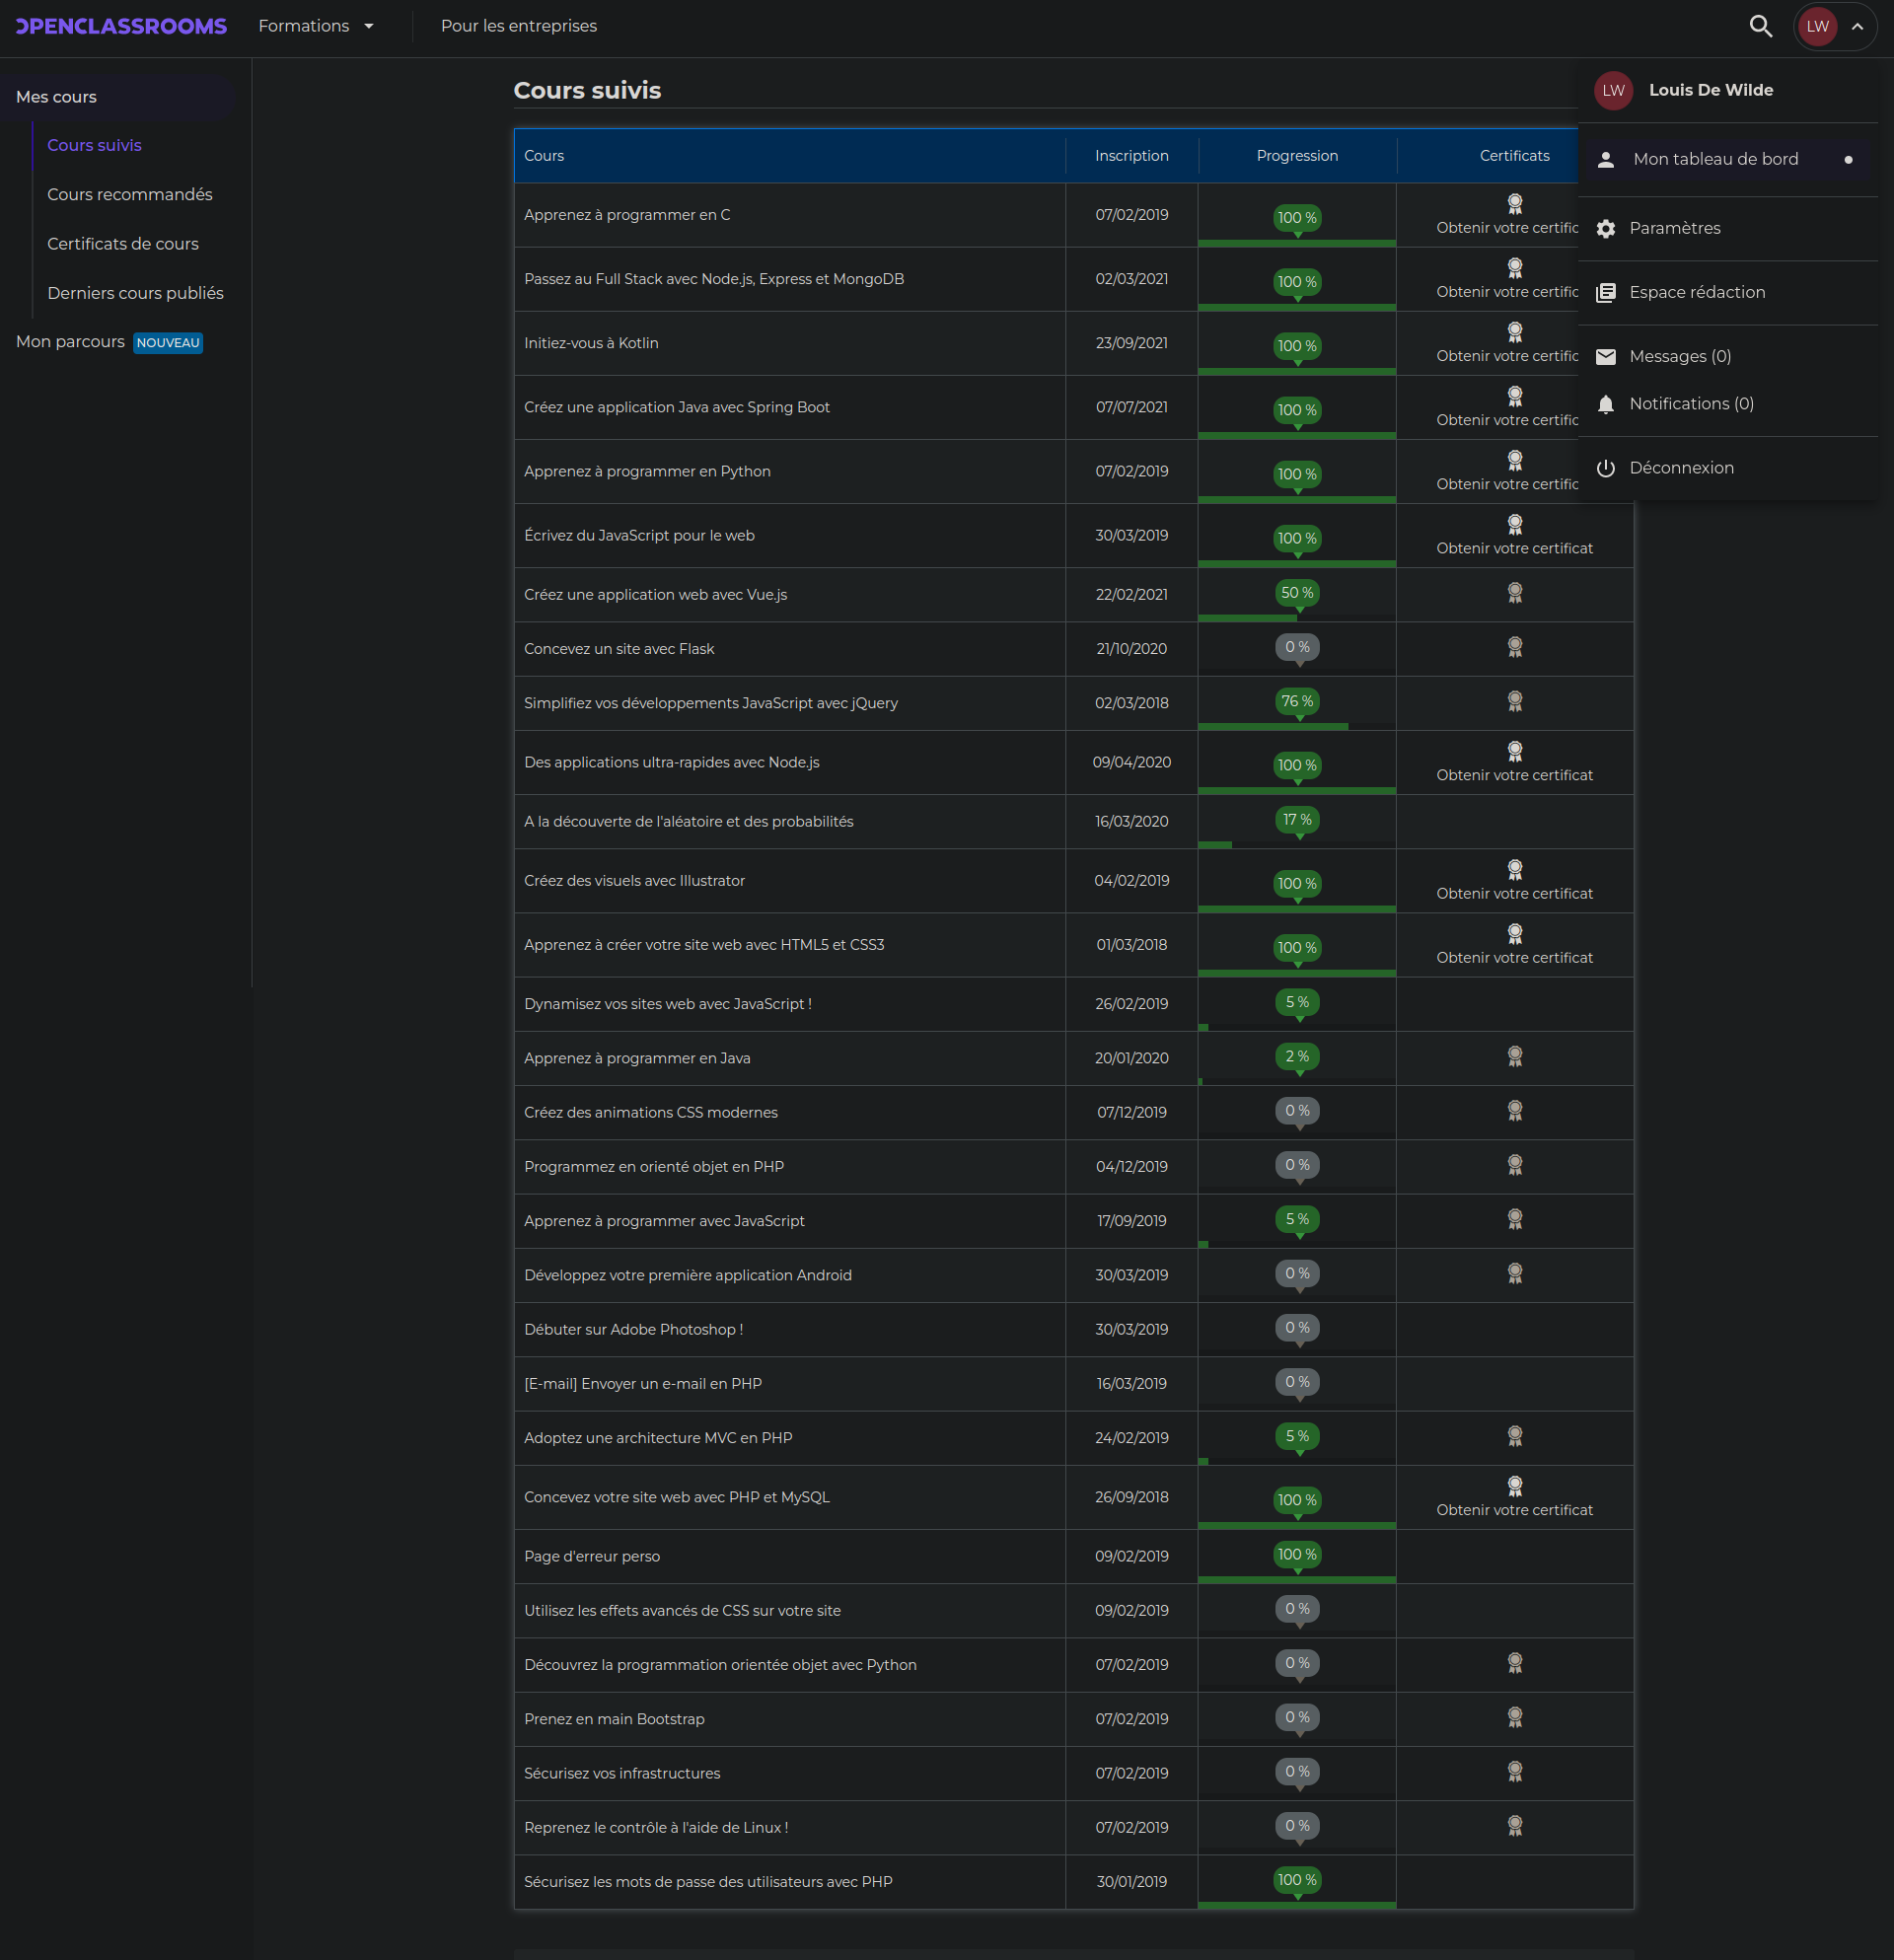 OPENCLASSROOMS
Formations
Pour les entreprises
LW
Mes cours
Cours suivis
Cours recommandés
Certificats de cours
Derniers cours publiés
Mon parcours NOUVEAU
LW Louis De Wilde
Mon tableau de bord
Paramètres
Espace rédaction
Messages (0)
Notifications (0)
Déconnexion
Cours suivis
Cours Inscription Progression Certificats
Apprenez à programmer en C 07/02/2019 100 % Obtenir votre certific
Passez au Full Stack avec Node.js, Express et MongoDB 02/03/2021 100 % Obtenir votre certific
Initiez-vous à Kotlin 23/09/2021 100 % Obtenir votre certific
Créez une application Java avec Spring Boot 07/07/2021 100 % Obtenir votre certific
Apprenez à programmer en Python 07/02/2019 100 % Obtenir votre certific
Écrivez du JavaScript pour le web 30/03/2019 100 % Obtenir votre certificat
Créez une application web avec Vue.js 22/02/2021 50 %
Concevez un site avec Flask 21/10/2020 0 %
Simplifiez vos développements JavaScript avec jQuery 02/03/2018 76 %
Des applications ultra-rapides avec Node.js 09/04/2020 100 % Obtenir votre certificat
A la découverte de l'aléatoire et des probabilités 16/03/2020 17 %
Créez des visuels avec Illustrator 04/02/2019 100 % Obtenir votre certificat
Apprenez à créer votre site web avec HTML5 et CSS3 01/03/2018 100 % Obtenir votre certificat
Dynamisez vos sites web avec JavaScript ! 26/02/2019 5 %
Apprenez à programmer en Java 20/01/2020 2 %
Créez des animations CSS modernes 07/12/2019 0 %
Programmez en orienté objet en PHP 04/12/2019 0 %
Apprenez à programmer avec JavaScript 17/09/2019 5 %
Développez votre première application Android 30/03/2019 0 %
Débuter sur Adobe Photoshop ! 30/03/2019 0 %
[E-mail] Envoyer un e-mail en PHP 16/03/2019 0 %
Adoptez une architecture MVC en PHP 24/02/2019 5 %
Concevez votre site web avec PHP et MySQL 26/09/2018 100 % Obtenir votre certificat
Page d'erreur perso 09/02/2019 100 %
Utilisez les effets avancés de CSS sur votre site 09/02/2019 0 %
Découvrez la programmation orientée objet avec Python 07/02/2019 0 %
Prenez en main Bootstrap 07/02/2019 0 %
Sécurisez vos infrastructures 07/02/2019 0 %
Reprenez le contrôle à l'aide de Linux ! 07/02/2019 0 %
Sécurisez les mots de passe des utilisateurs avec PHP 30/01/2019 100 %